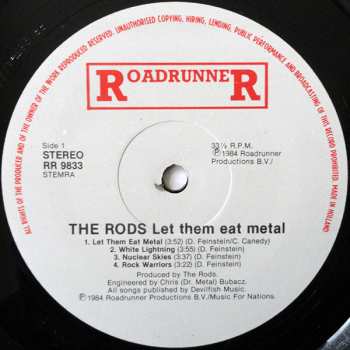 ALL RIGHTS OF THE PRODUCER AND OF THE OWNER OF THE WORK REPRODUCED RESERVED. UNAUTHORISED COPYING, HIRING, LENDING, PUBLIC PERFORMANCE AND BROADCASTING OF THIS RECORD PROHIBITED. MADE IN HOLLAND
ROADRUNNER
Side 1
STEREO
RR 9833
STEMRA
33⅓ R.P.M.
℗1984 Roadrunner
Productions B.V./
THE RODS Let them eat metal
1. Let Them Eat Metal (3:52) (D. Feinstein/C. Canedy)
2. White Lightning (3:55) (D. Feinstein)
3. Nuclear Skies (3:37) (D. Feinstein)
4. Rock Warriors (3:22) (D. Feinstein)
Produced by The Rods.
Engineered by Chris (Dr. Metal) Bubacz.
All songs published by Devilfish Music.
℗1984 Roadrunner Productions B.V./Music For Nations.